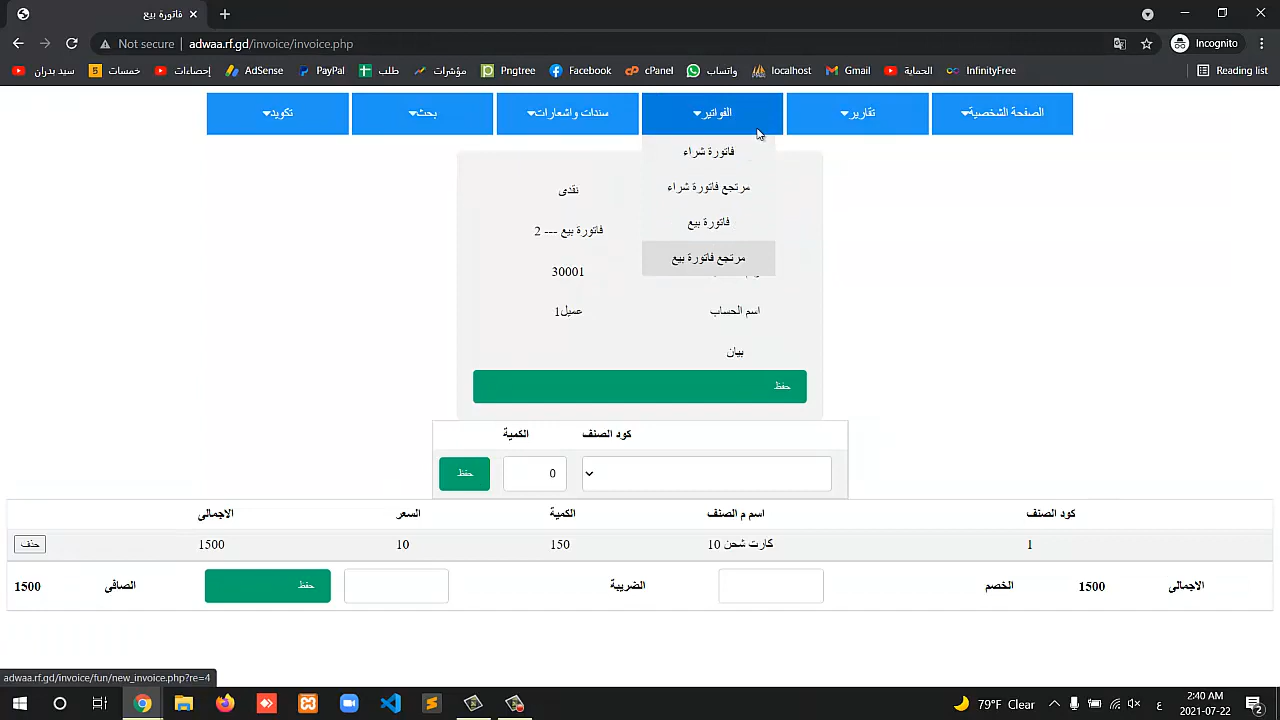 فاتورة بيع
Not secure
adwaa.rf.gd/invoice/invoice.php
Incognito
سيد بدران
خمسات
إحصاءات
AdSense
PayPal
طلب
مؤشرات
Pngtree
Facebook
cPanel
واتساب
localhost
Gmail
الحماية
InfinityFree
Reading list
الصفحة الشخصية
تقارير
الفواتير
سندات واشعارات
بحث
تكويد
فاتورة شراء
مرتجع فاتورة شراء
فاتورة بيع
مرتجع فاتورة بيع
نقدى
فاتورة بيع --- 2
30001
اسم الحساب
عميل1
بيان
حفظ
كود الصنف
الكمية
0
حفظ
كود الصنف
اسم م الصنف
الكمية
السعر
الاجمالى
1
كارت شحن 10
150
10
1500
حذف
الاجمالى
1500
الخصم
الضريبة
حفظ
الصافى
1500
adwaa.rf.gd/invoice/fun/new_invoice.php?re=4
79°F Clear
ع
2:40 AM
2021-07-22
2